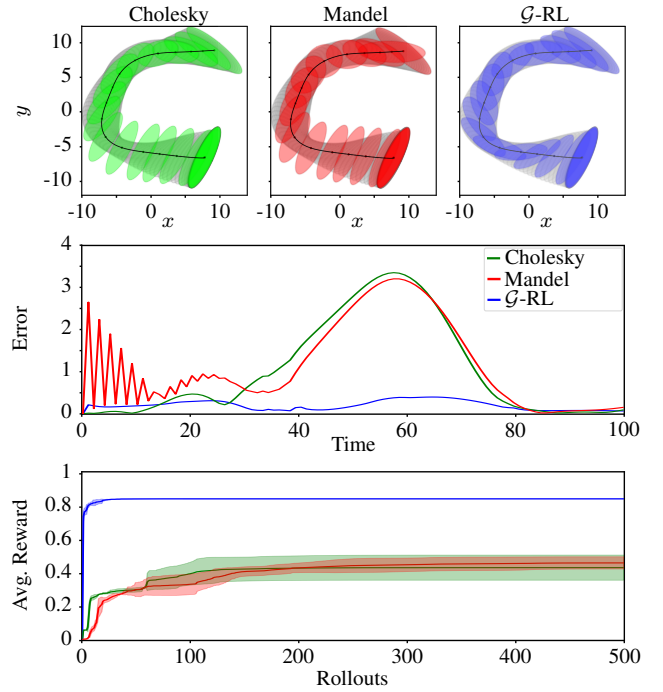 Cholesky Mandel 𝒢-RL
10
5
y
0
-5
-10
-10 0 10 -10 0 10 -10 0 10
x x x
4
3
Error
2
1
0
Cholesky
Mandel
𝒢-RL
0 20 40 60 80 100
Time
1
0.8
Avg. Reward
0.6
0.4
0.2
0
0 100 200 300 400 500
Rollouts